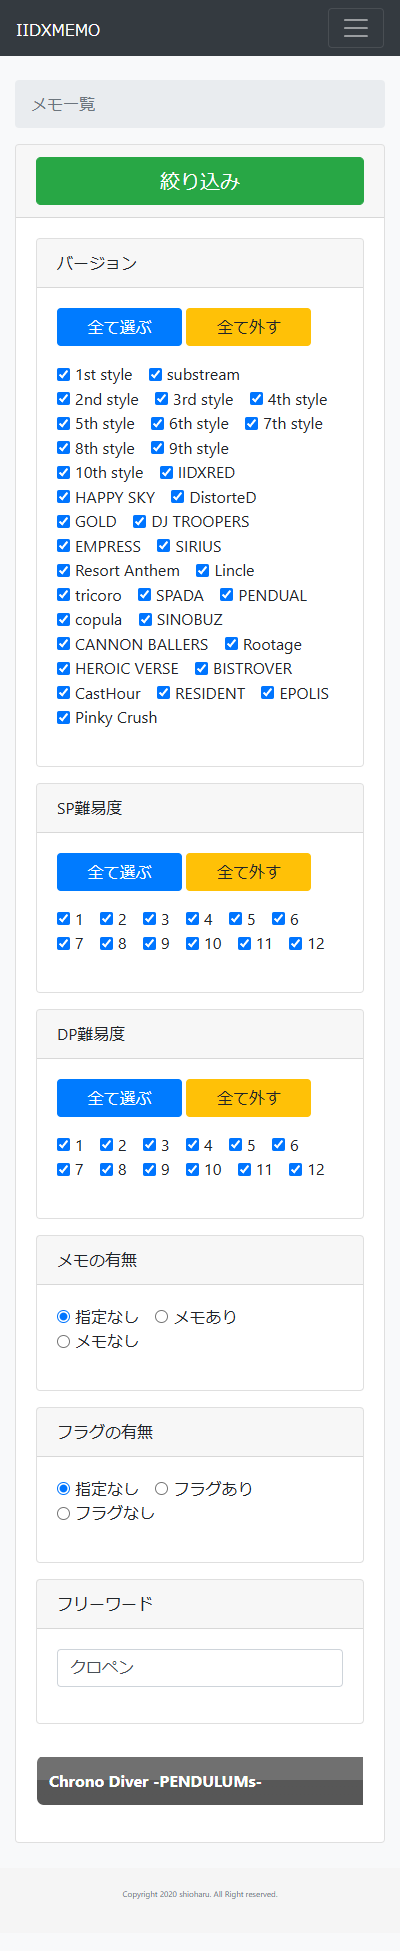 IIDXMEMO
メモ一覧
絞り込み
バージョン
全て選ぶ 全て外す
1st style substream
2nd style 3rd style 4th style
5th style 6th style 7th style
8th style 9th style
10th style IIDXRED
HAPPY SKY DistorteD
GOLD DJ TROOPERS
EMPRESS SIRIUS
Resort Anthem Lincle
tricoro SPADA PENDUAL
copula SINOBUZ
CANNON BALLERS Rootage
HEROIC VERSE BISTROVER
CastHour RESIDENT EPOLIS
Pinky Crush
SP難易度
全て選ぶ 全て外す
1 2 3 4 5 6
7 8 9 10 11 12
DP難易度
全て選ぶ 全て外す
1 2 3 4 5 6
7 8 9 10 11 12
メモの有無
指定なし メモあり
メモなし
フラグの有無
指定なし フラグあり
フラグなし
フリーワード
クロペン
Chrono Diver -PENDULUMs-
Copyright 2020 shioharu. All Right reserved.